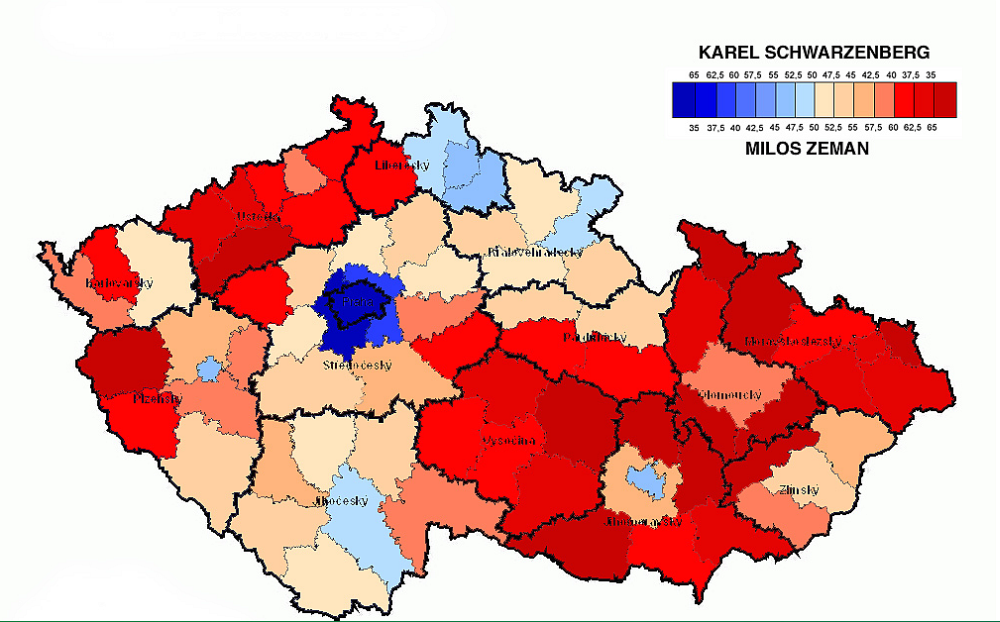 KAREL SCHWARZENBERG
65 62,5 60 57,5 55 52,5 50 47,5 45 42,5 40 37,5 35
35 37,5 40 42,5 45 47,5 50 52,5 55 57,5 60 62,5 65
MILOS ZEMAN
Liberecký
Ústecký
Královéhradecký
Karlovarský
Praha
Pardubický
Moravskoslezský
Středočeský
Olomoucký
Plzeňský
Vysočina
Zlínský
Jihočeský
Jihomoravský